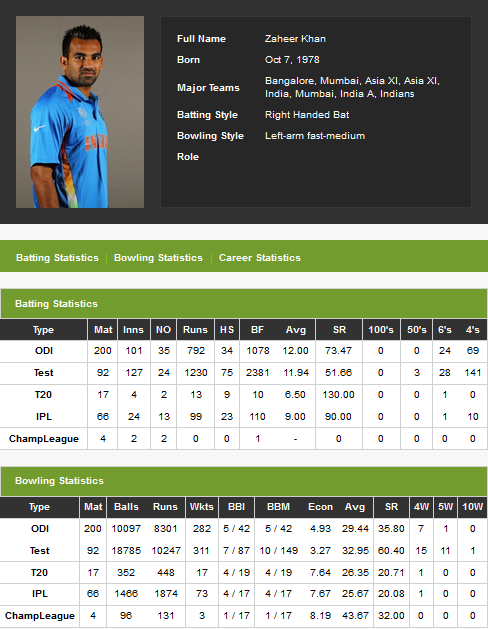 Full Name Zaheer Khan
Born Oct 7, 1978
Major Teams Bangalore, Mumbai, Asia XI, Asia XI,
India, Mumbai, India A, Indians
Batting Style Right Handed Bat
Bowling Style Left-arm fast-medium
Role
Batting Statistics | Bowling Statistics | Career Statistics
Batting Statistics
Type Mat Inns NO Runs HS BF Avg SR 100's 50's 6's 4's
ODI 200 101 35 792 34 1078 12.00 73.47 0 0 24 69
Test 92 127 24 1230 75 2381 11.94 51.66 0 3 28 141
T20 17 4 2 13 9 10 6.50 130.00 0 0 1 0
IPL 66 24 13 99 23 110 9.00 90.00 0 0 1 10
ChampLeague 4 2 2 0 0 1 - 0 0 0 0 0
Bowling Statistics
Type Mat Balls Runs Wkts BBI BBM Econ Avg SR 4W 5W 10W
ODI 200 10097 8301 282 5 / 42 5 / 42 4.93 29.44 35.80 7 1 0
Test 92 18785 10247 311 7 / 87 10 / 149 3.27 32.95 60.40 15 11 1
T20 17 352 448 17 4 / 19 4 / 19 7.64 26.35 20.71 1 0 0
IPL 66 1466 1874 73 4 / 17 4 / 17 7.67 25.67 20.08 1 0 0
ChampLeague 4 96 131 3 1 / 17 1 / 17 8.19 43.67 32.00 0 0 0